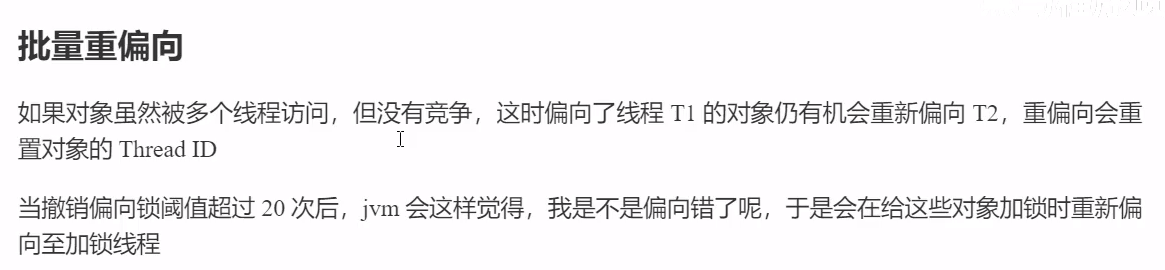 批量重偏向
如果对象虽然被多个线程访问，但没有竞争，这时偏向了线程 T1 的对象仍有机会重新偏向 T2，重偏向会重
置对象的 Thread ID
当撤销偏向锁阈值超过 20 次后，jvm 会这样觉得，我是不是偏向错了呢，于是会在给这些对象加锁时重新偏
向至加锁线程